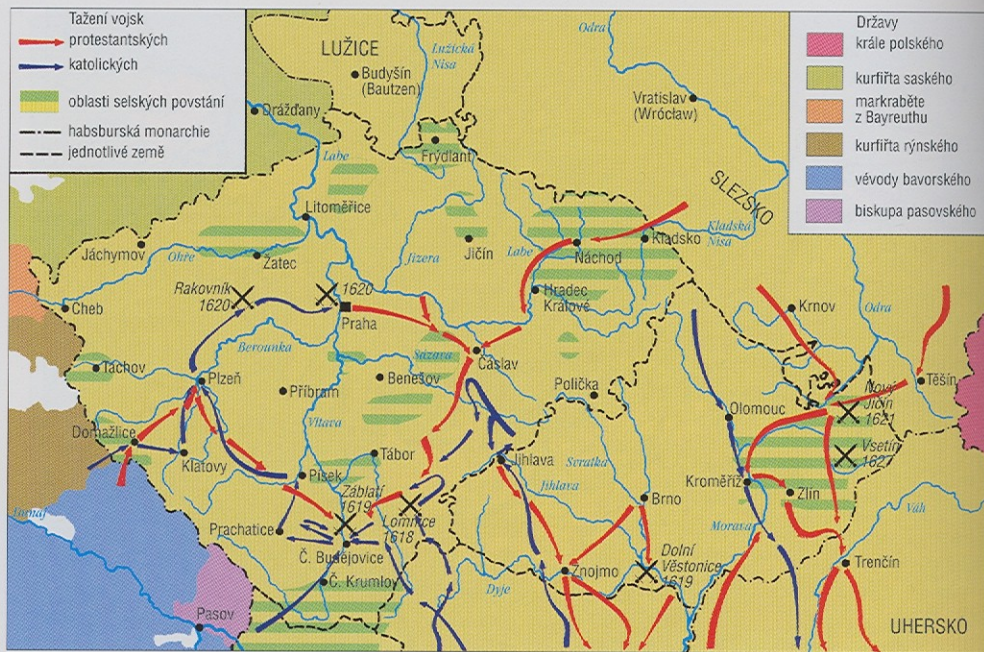 Tažení vojsk
protestantských
katolických
oblasti selských povstání
habsburská monarchie
jednotlivé země
Državy
krále polského
kurfiřta saského
markraběte
z Bayreuthu
kurfiřta rýnského
vévody bavorského
biskupa pasovského
LUŽICE
Lužická
Nisa
Odra
Budyšín
(Bautzen)
Drážďany
Vratislav
(Wrocław)
Labe
Frýdlant
SLEZSKO
Litoměřice
Kladská
Nisa
Jáchymov
Ohře
Žatec
Jizera
Jičín
Labe
Náchod
Kladsko
Rakovník
1620
1620
Praha
Hradec
Králové
Krnov
Odra
Cheb
Berounka
Sázava
Čáslav
Tachov
Plzeň
Příbram
Benešov
Polička
Těšín
Nový
Jičín
1621
Olomouc
Vltava
Domažlice
Klatovy
Tábor
Jihlava
Svratka
Vsetín
1627
Písek
Jihlava
Kroměříž
Zlín
Záblatí
1619
Lomnice
1618
Brno
Váh
Dunaj
Prachatice
Morava
Č. Budějovice
Dolní
Věstonice
1619
Č. Krumlov
Znojmo
Dyje
Trenčín
Pasov
UHERSKO